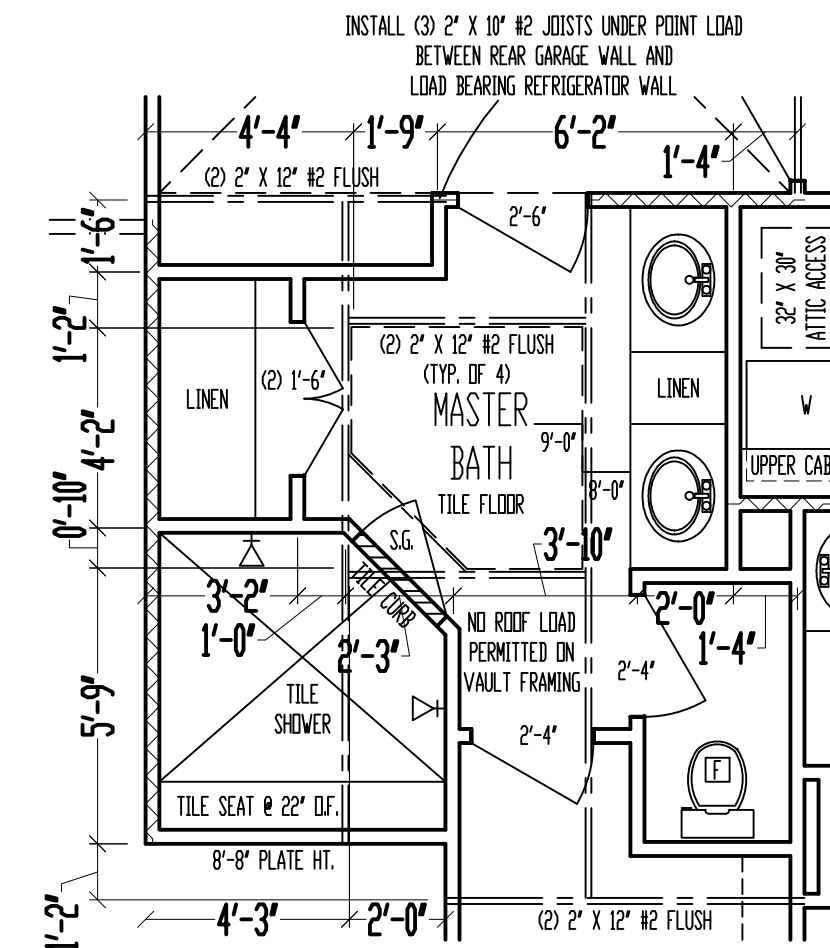 INSTALL (3) 2" X 10" #2 JOISTS UNDER POINT LOAD
BETWEEN REAR GARAGE WALL AND
LOAD BEARING REFRIGERATOR WALL
4'-4"
1'-9"
6'-2"
1'-4"
(2) 2" X 12" #2 FLUSH
1'-6"
2'-6"
32" X 30"
ATTIC ACCESS
1'-2"
(2) 2" X 12" #2 FLUSH
(TYP. OF 4)
(2) 1'-6"
LINEN
LINEN
W
MASTER
BATH
TILE FLOOR
9'-0"
8'-0"
4'-2"
UPPER CAB
0'-10"
S.G.
3'-10"
TILE CURB
3'-2"
1'-0"
2'-3"
2'-0"
1'-4"
NO ROOF LOAD
PERMITTED ON
VAULT FRAMING
2'-4"
5'-9"
TILE
SHOWER
2'-4"
F
TILE SEAT @ 22" O.F.
8'-8" PLATE HT.
1'-2"
4'-3"
2'-0"
(2) 2" X 12" #2 FLUSH